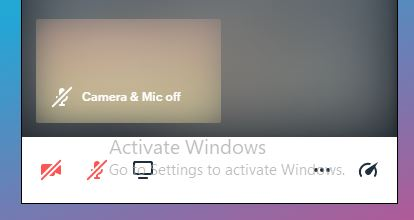 Camera & Mic off
Activate Windows
Go to Settings to activate Windows.